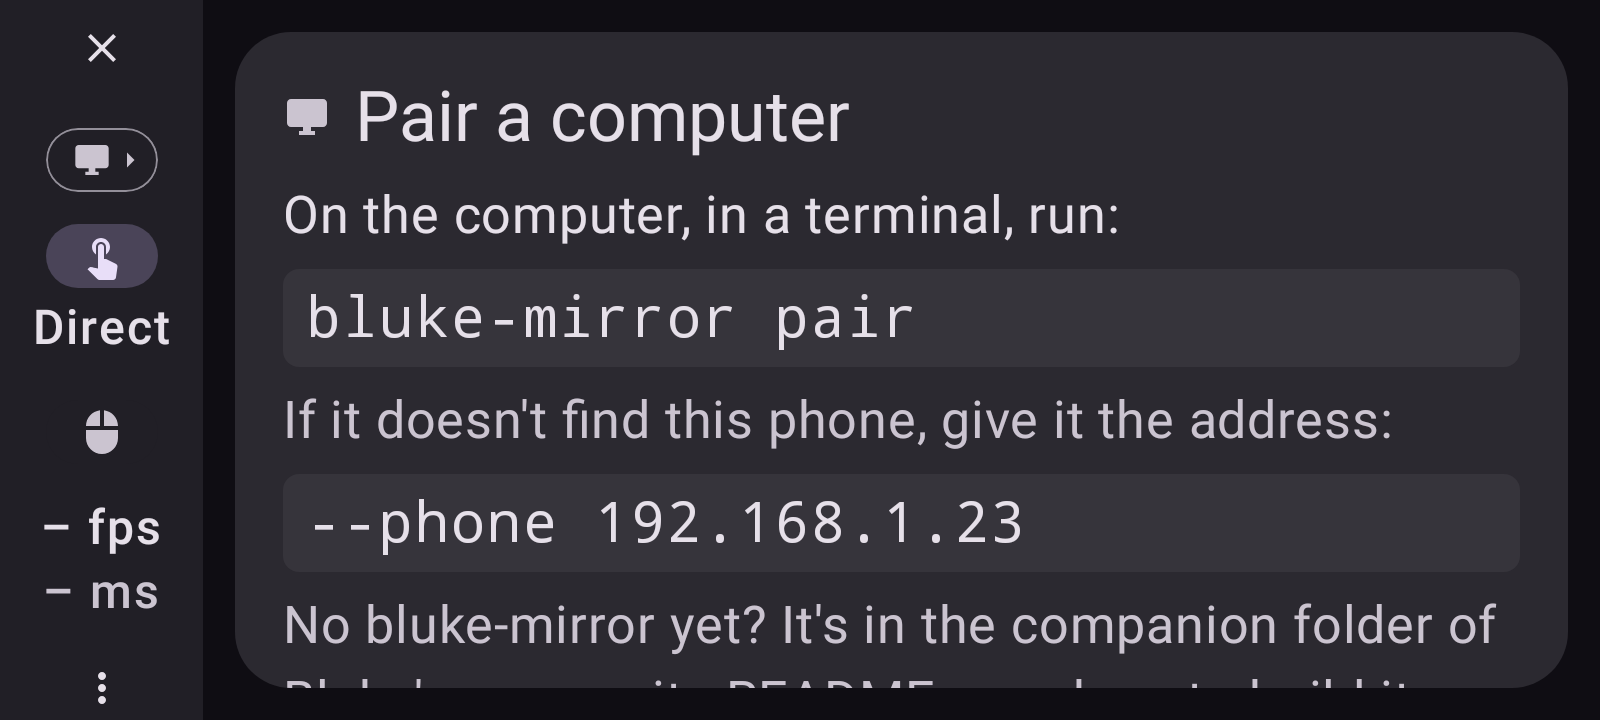 Pair a computer
On the computer, in a terminal, run:
bluke-mirror pair
If it doesn't find this phone, give it the address:
--phone 192.168.1.23
No bluke-mirror yet? It's in the companion folder of
Direct
– fps
– ms